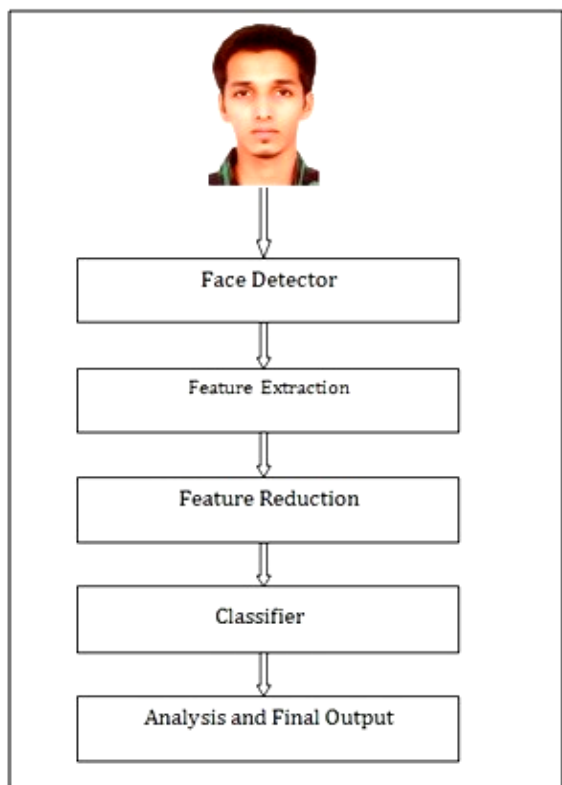 Face Detector
Feature Extraction
Feature Reduction
Classifier
Analysis and Final Output